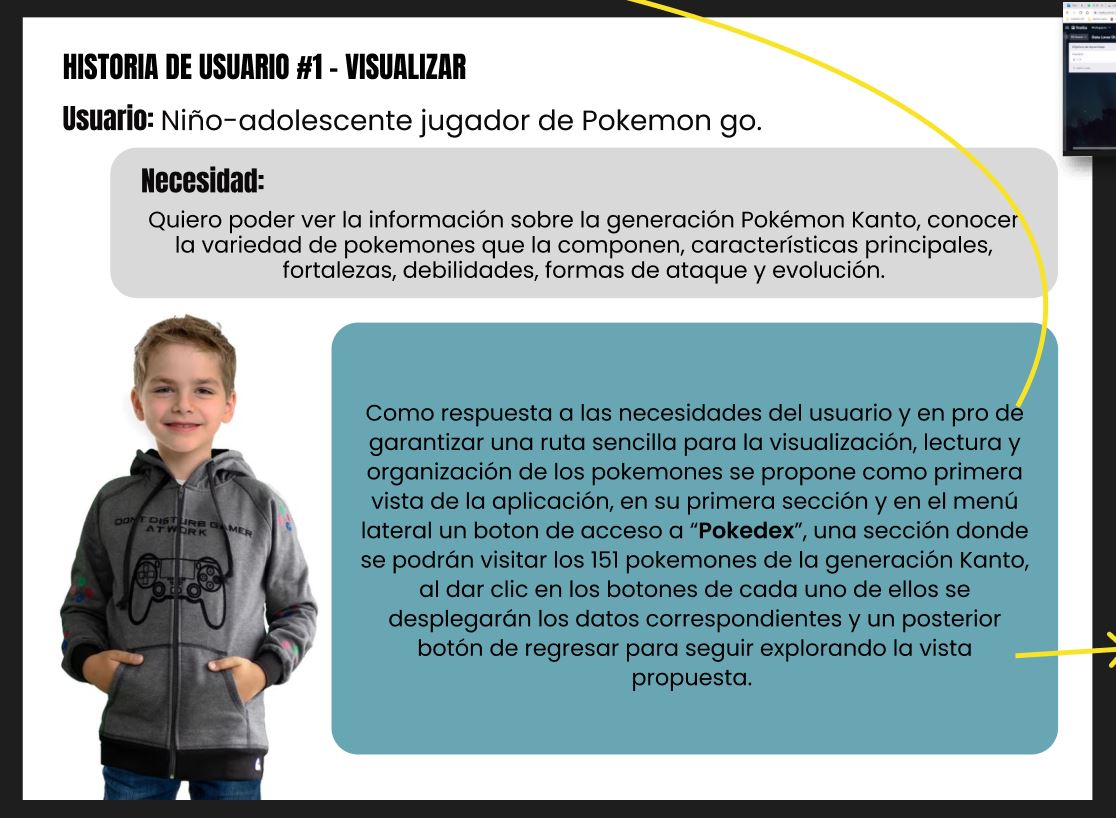 HISTORIA DE USUARIO #1 - VISUALIZAR
Usuario: Niño-adolescente jugador de Pokemon go.
Necesidad:
Quiero poder ver la información sobre la generación Pokémon Kanto, conocer
la variedad de pokemones que la componen, características principales,
fortalezas, debilidades, formas de ataque y evolución.
Como respuesta a las necesidades del usuario y en pro de
garantizar una ruta sencilla para la visualización, lectura y
organización de los pokemones se propone como primera
vista de la aplicación, en su primera sección y en el menú
lateral un boton de acceso a “Pokedex”, una sección donde
se podrán visitar los 151 pokemones de la generación Kanto,
al dar clic en los botones de cada uno de ellos se
desplegarán los datos correspondientes y un posterior
botón de regresar para seguir explorando la vista
propuesta.
DON'T DISTURB GAMER
AT WORK